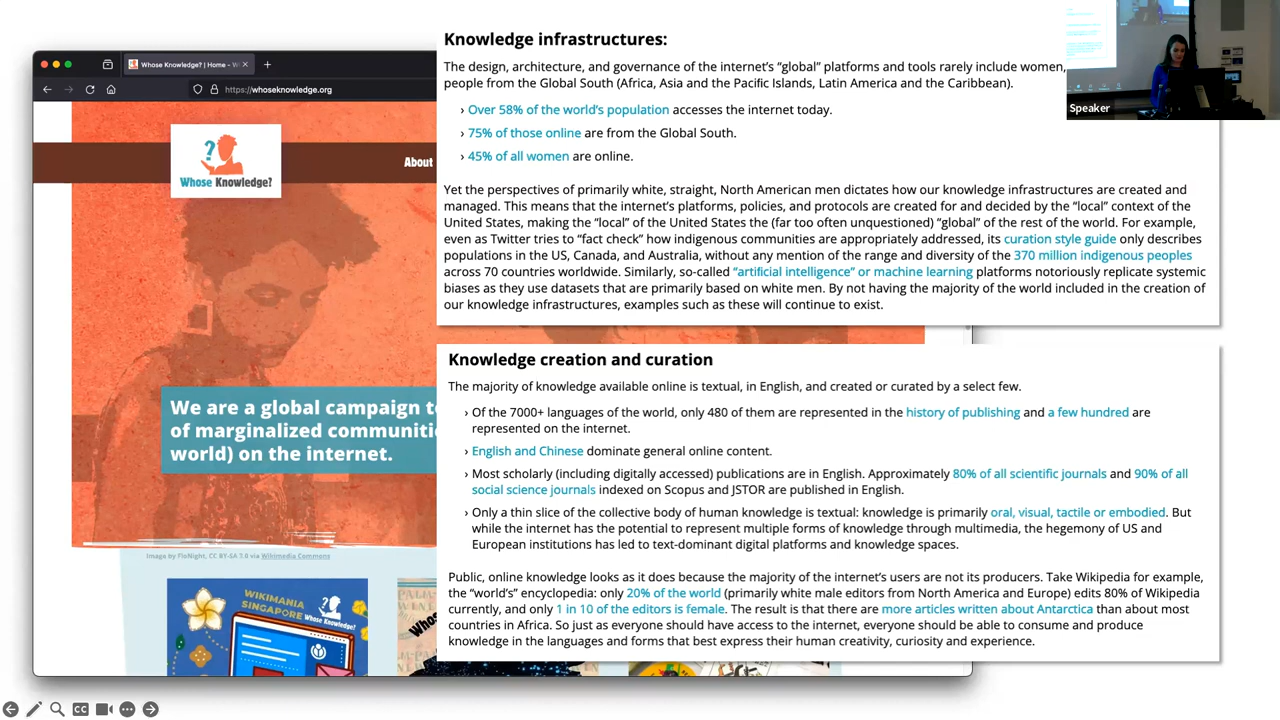 Knowledge infrastructures:
The design, architecture, and governance of the internet's "global" platforms and tools rarely include women,
people from the Global South (Africa, Asia and the Pacific Islands, Latin America and the Caribbean).
› Over 58% of the world's population accesses the internet today.
› 75% of those online are from the Global South.
› 45% of all women are online.
Yet the perspectives of primarily white, straight, North American men dictates how our knowledge infrastructures are created and
managed. This means that the internet's platforms, policies, and protocols are created for and decided by the "local" context of the
United States, making the "local" of the United States the (far too often unquestioned) "global" of the rest of the world. For example,
even as Twitter tries to "fact check" how indigenous communities are appropriately addressed, its curation style guide only describes
populations in the US, Canada, and Australia, without any mention of the range and diversity of the 370 million indigenous peoples
across 70 countries worldwide. Similarly, so-called "artificial intelligence" or machine learning platforms notoriously replicate systemic
biases as they use datasets that are primarily based on white men. By not having the majority of the world included in the creation of
our knowledge infrastructures, examples such as these will continue to exist.
Speaker
Whose Knowledge? | Home - W
https://whoseknowledge.org
?
Whose Knowledge?
About
We are a global campaign t
of marginalized communiti
world) on the internet.
Image by FloNight, CC BY-SA 3.0 via Wikimedia Commons
WIKIMANIA
SINGAPORE
Whose
Knowledge?
Whos
Knowledge creation and curation
The majority of knowledge available online is textual, in English, and created or curated by a select few.
› Of the 7000+ languages of the world, only 480 of them are represented in the history of publishing and a few hundred are
represented on the internet.
› English and Chinese dominate general online content.
› Most scholarly (including digitally accessed) publications are in English. Approximately 80% of all scientific journals and 90% of all
social science journals indexed on Scopus and JSTOR are published in English.
› Only a thin slice of the collective body of human knowledge is textual: knowledge is primarily oral, visual, tactile or embodied. But
while the internet has the potential to represent multiple forms of knowledge through multimedia, the hegemony of US and
European institutions has led to text-dominant digital platforms and knowledge spaces.
Public, online knowledge looks as it does because the majority of the internet's users are not its producers. Take Wikipedia for example,
the "world's" encyclopedia: only 20% of the world (primarily white male editors from North America and Europe) edits 80% of Wikipedia
currently, and only 1 in 10 of the editors is female. The result is that there are more articles written about Antarctica than about most
countries in Africa. So just as everyone should have access to the internet, everyone should be able to consume and produce
knowledge in the languages and forms that best express their human creativity, curiosity and experience.
CC